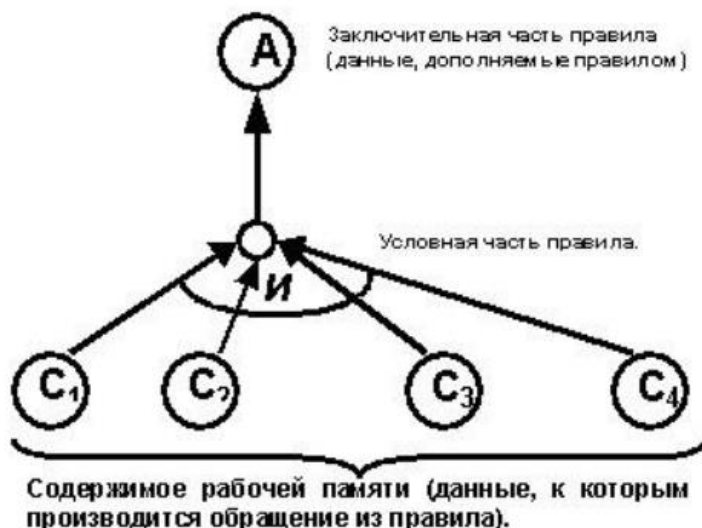 A
Заключительная часть правила
(данные, дополняемые правилом)
Условная часть правила.
И
C1
C2
C3
C4
Содержимое рабочей памяти (данные, к которым
производится обращение из правила).